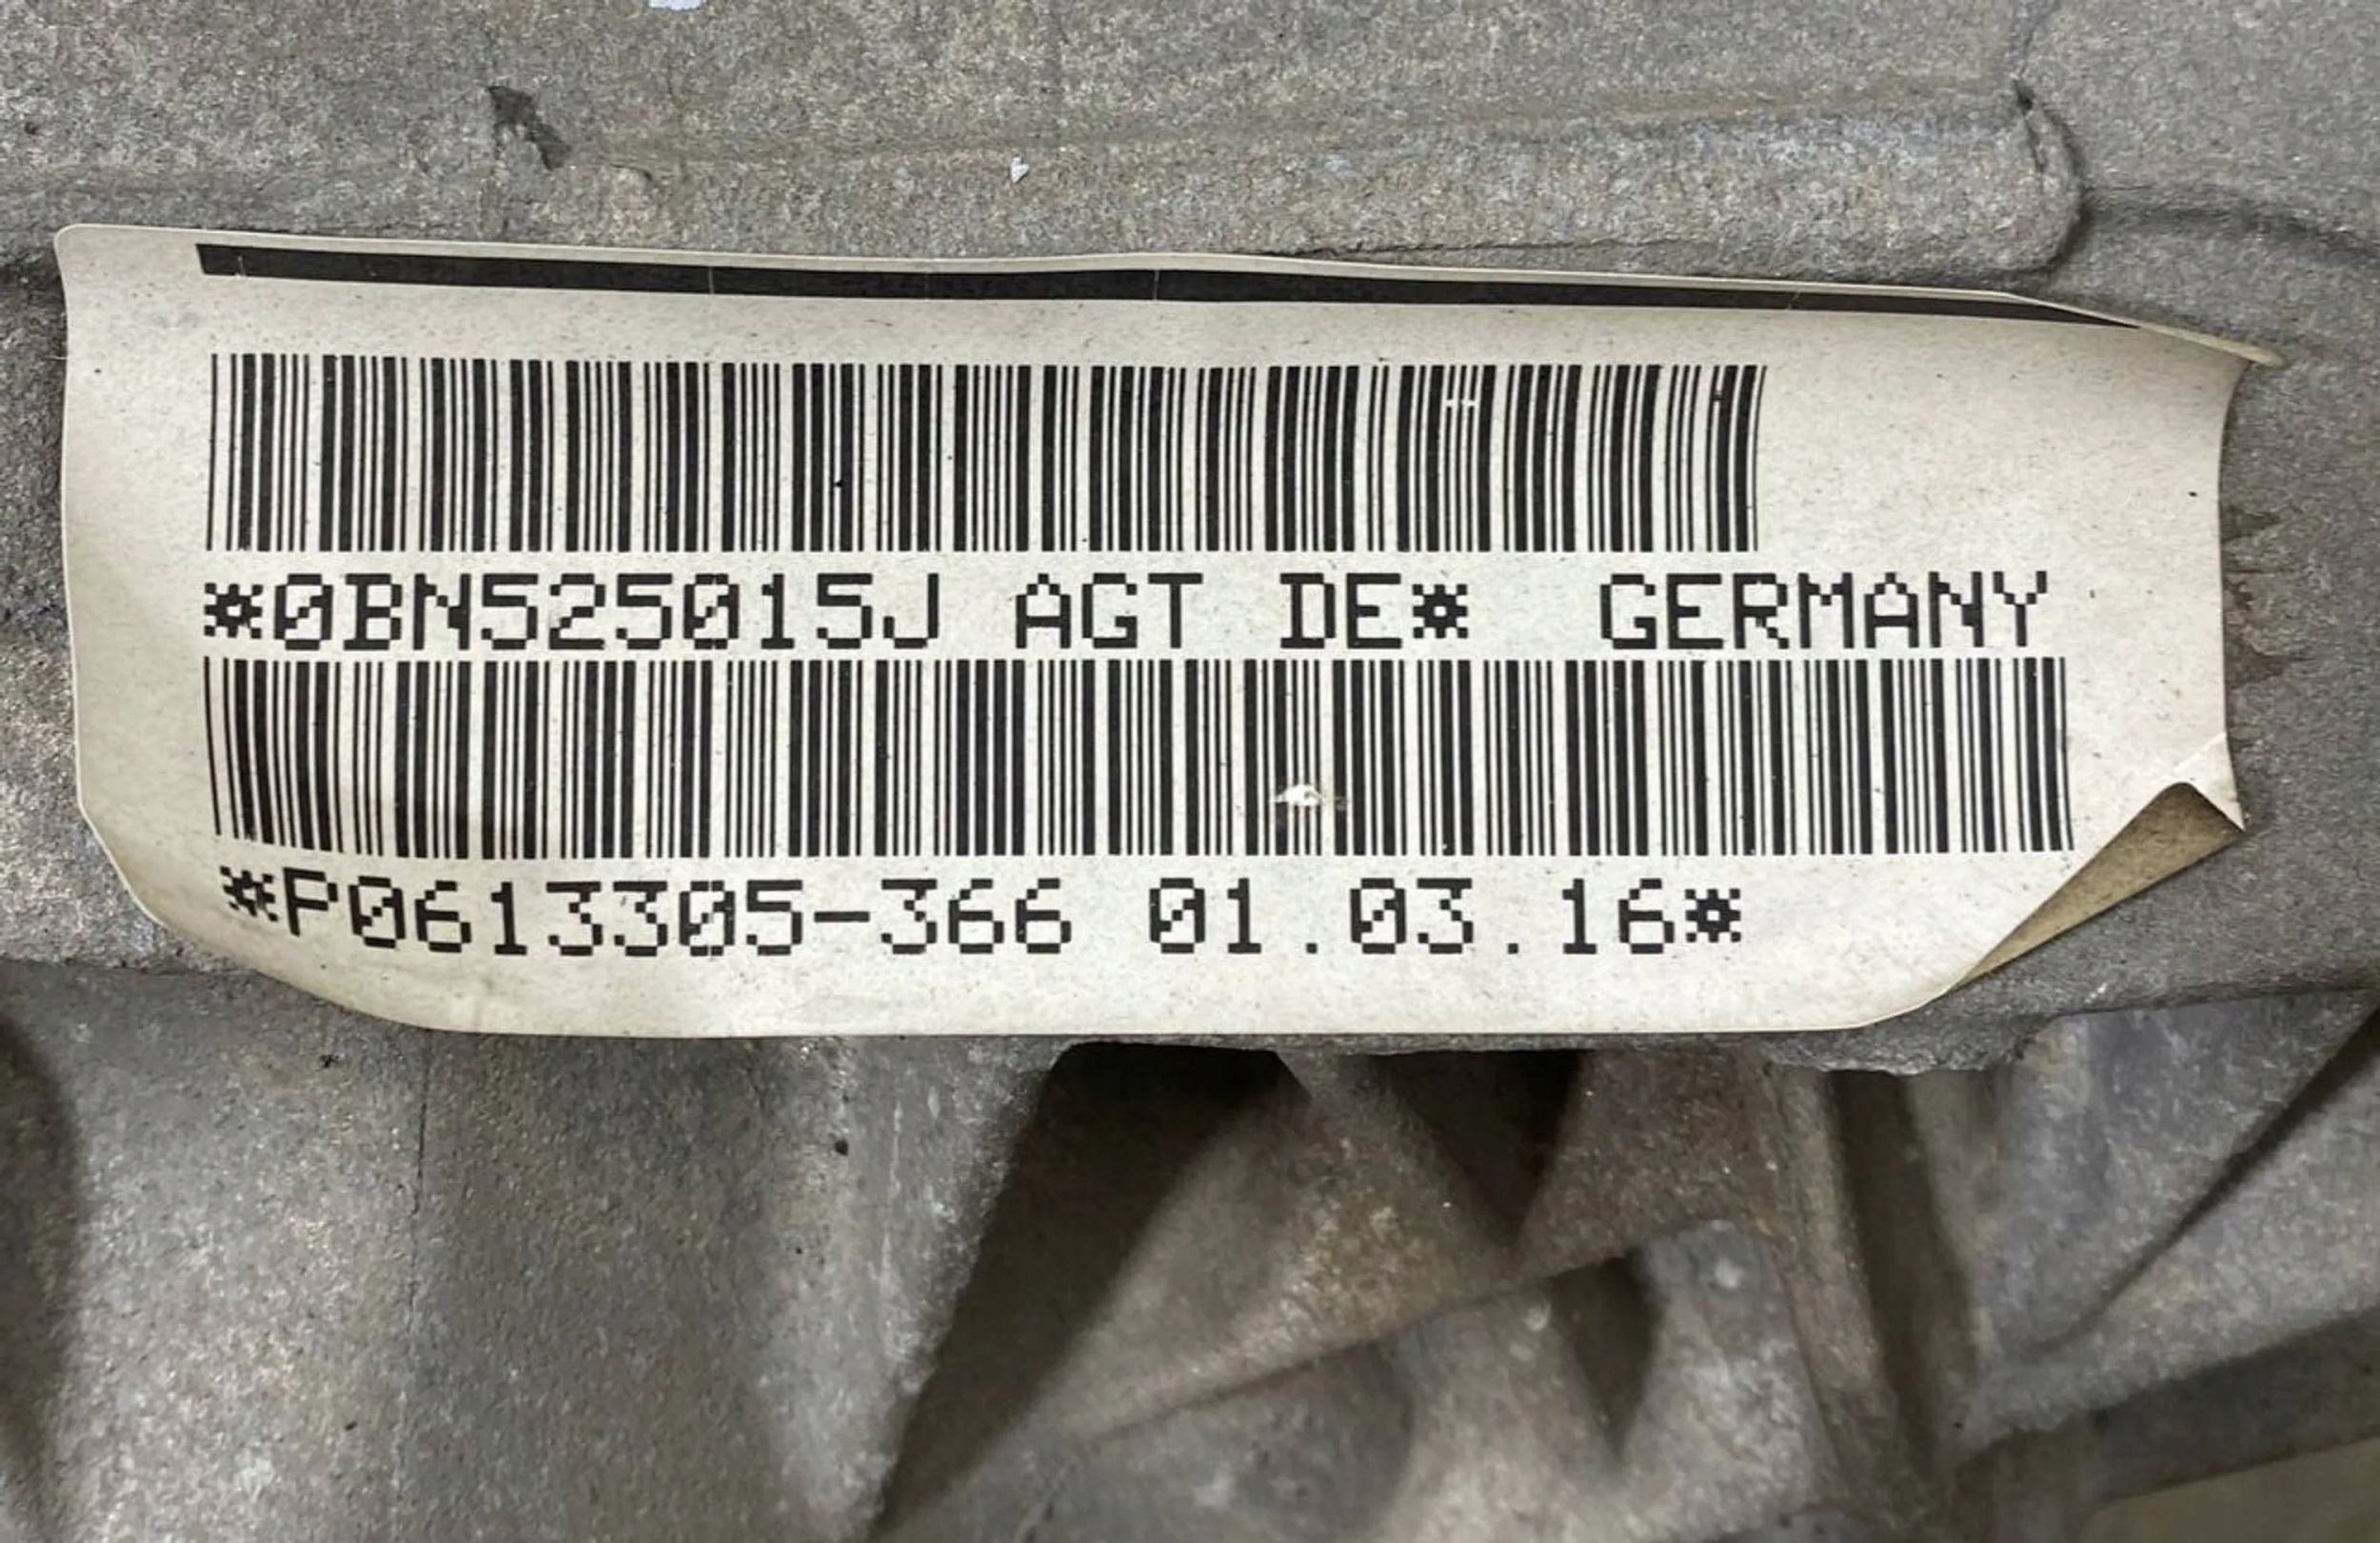 *0BN525015J AGT DE* GERMANY
*P0613305-366 01.03.16*